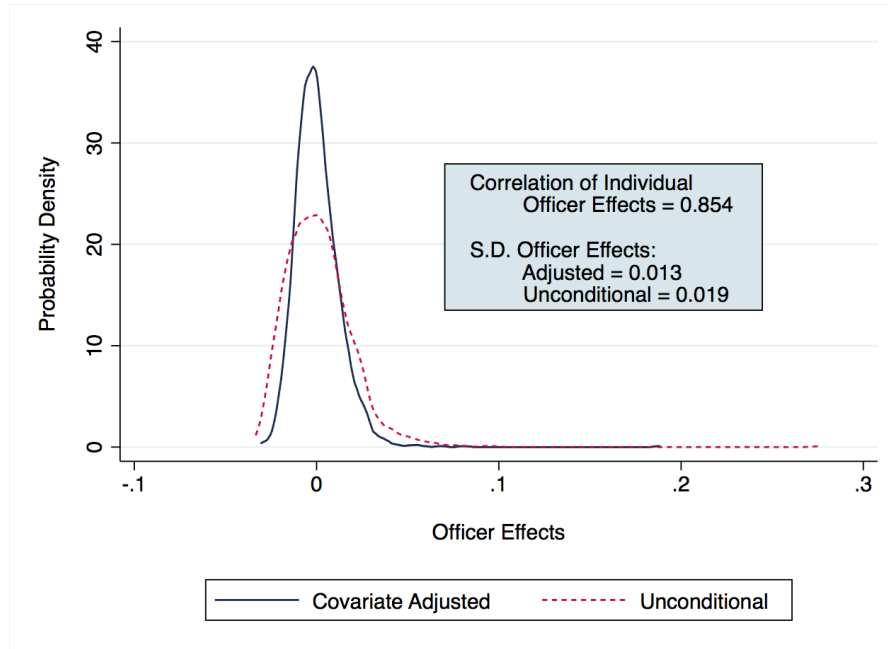 40
30
20
10
0
Probability Density
Correlation of Individual
Officer Effects = 0.854
S.D. Officer Effects:
Adjusted = 0.013
Unconditional = 0.019
-.1
0
.1
.2
.3
Officer Effects
Covariate Adjusted
Unconditional